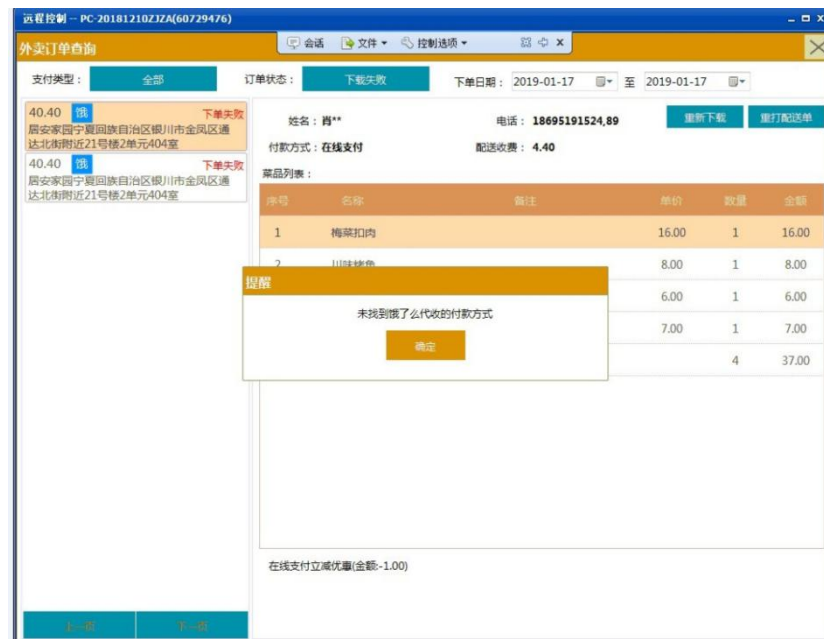 远程控制 -- PC-20181210ZJZA(60729476)
会话 文件 控制选项
外卖订单查询
支付类型： 全部 订单状态： 下载失败 下单日期： 2019-01-17 至 2019-01-17
40.40 饿 下单失败
居安家园宁夏回族自治区银川市金凤区通
达北街附近21号楼2单元404室
40.40 饿 下单失败
居安家园宁夏回族自治区银川市金凤区通
达北街附近21号楼2单元404室
姓名：肖** 电话：18695191524,89 重新下载 重打配送单
付款方式：在线支付 配送收费：4.40
菜品列表：
序号 名称 备注 单价 数量 金额
1 梅菜扣肉 16.00 1 16.00
2 川味烤鱼 8.00 1 8.00
6.00 1 6.00
7.00 1 7.00
4 37.00
提醒
未找到饿了么代收的付款方式
确定
在线支付立减优惠(金额:-1.00)
上一页 下一页